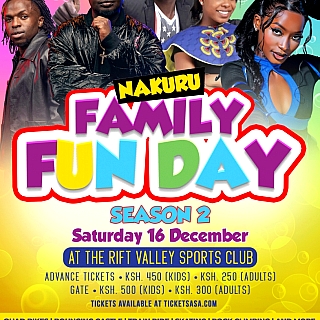 NAKURU
FAMILY
FUN DAY
SEASON 2
Saturday 16 December
AT THE RIFT VALLEY SPORTS CLUB
ADVANCE TICKETS • KSH. 450 (KIDS) • KSH. 250 (ADULTS)
GATE • KSH. 500 (KIDS) • KSH. 300 (ADULTS)
TICKETS AVAILABLE AT TICKETSASA.COM